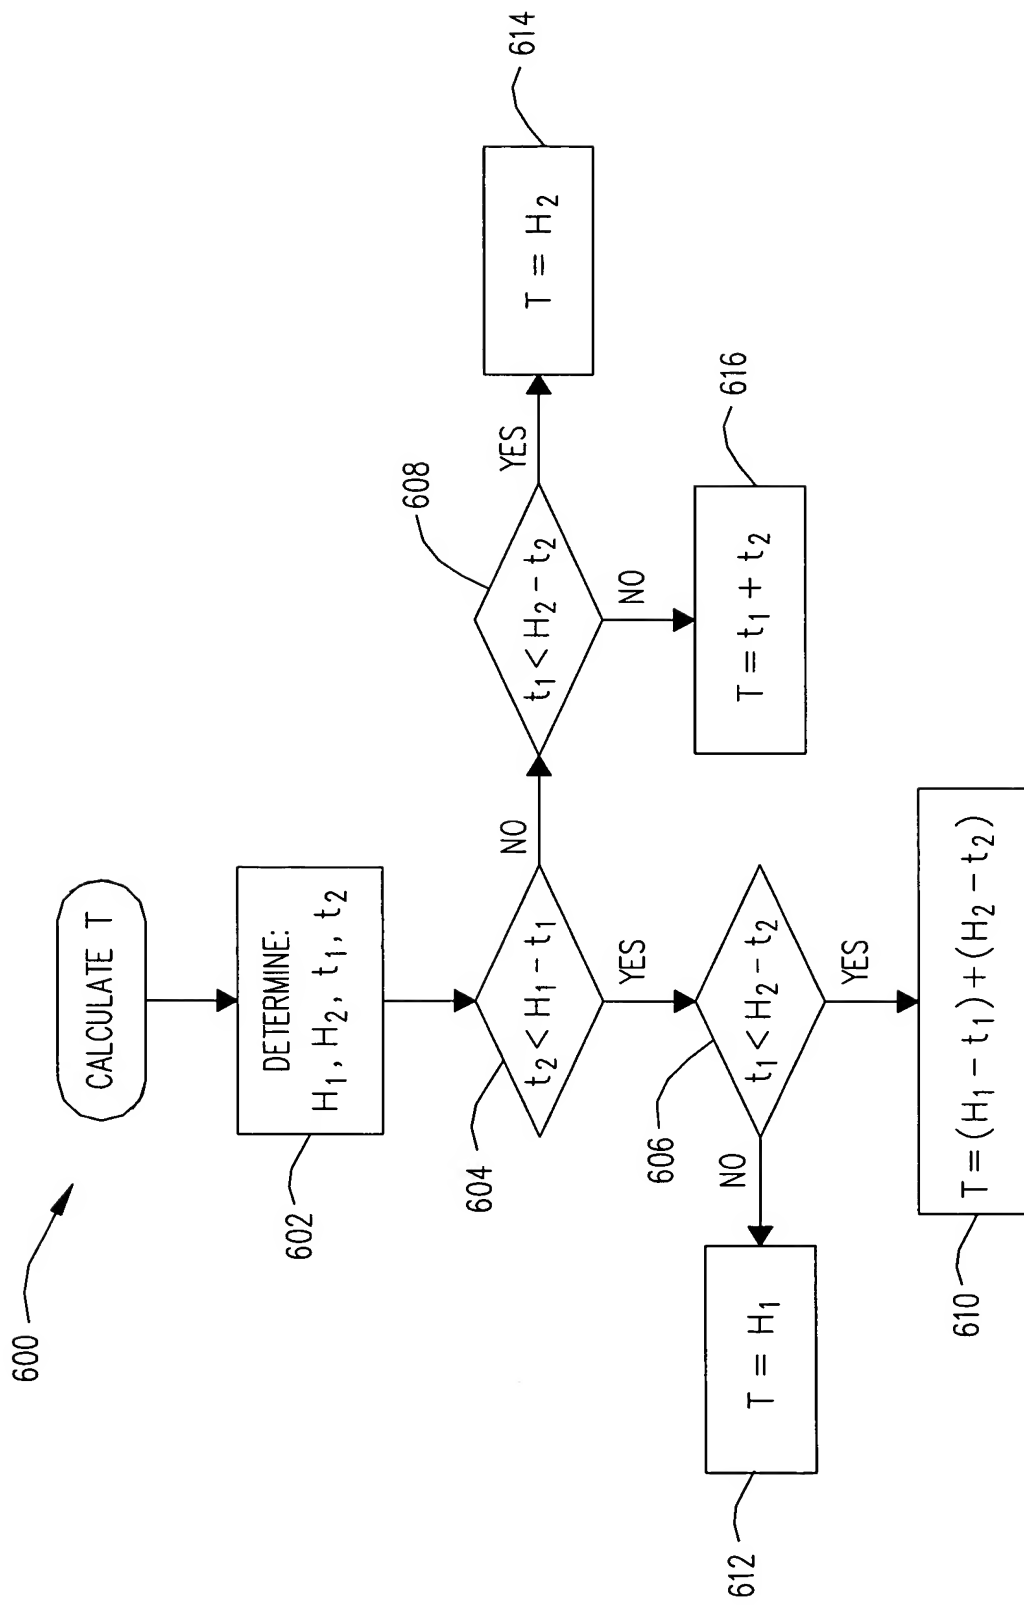 600
CALCULATE T
DETERMINE:
H₁, H₂, t₁, t₂
602
t₂ < H₁ - t₁
604
NO
YES
t₁ < H₂ - t₂
608
YES
T = H₂
614
NO
T = t₁ + t₂
616
t₁ < H₂ - t₂
606
NO
T = H₁
612
YES
T = (H₁ - t₁) + (H₂ - t₂)
610